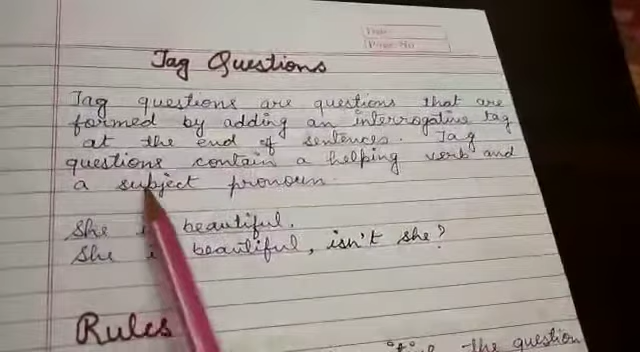 Date
Page No
Tag Questions
Tag questions are questions that are
formed by adding an interrogative tag
at the end of sentences. Tag
questions contain a helping verb and
a subject pronoun.
She is beautiful.
She is beautiful, isn't she?
Rules
the question